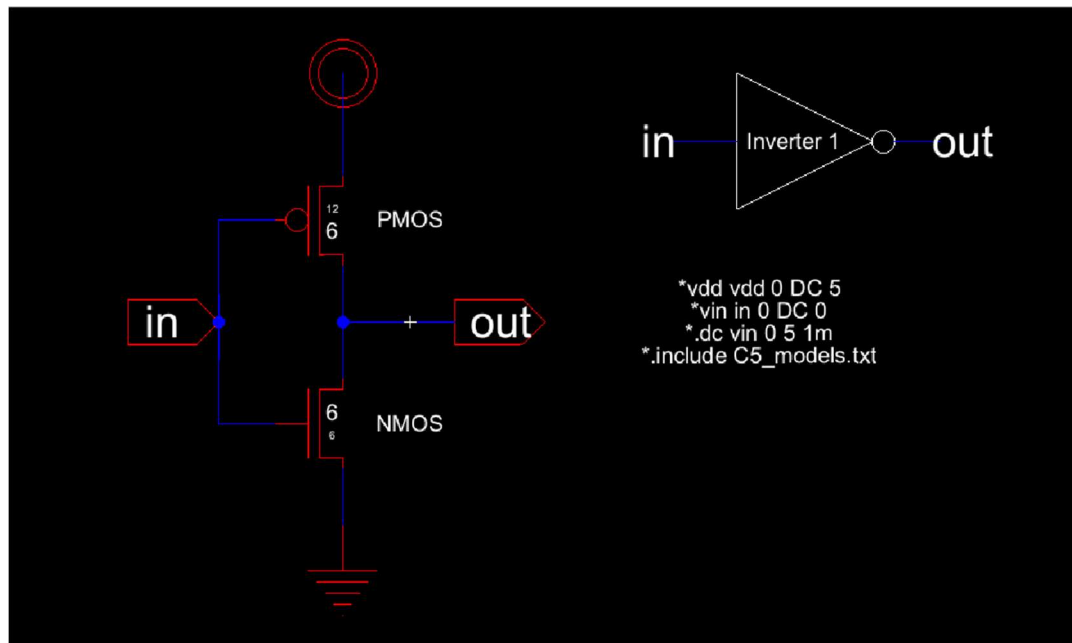 12
6
PMOS
in
out
6
6
NMOS
in
Inverter 1
out
*vdd vdd 0 DC 5
*vin in 0 DC 0
*.dc vin 0 5 1m
*.include C5_models.txt